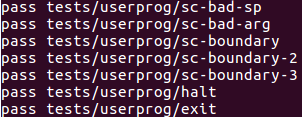 pass tests/userprog/sc-bad-sp
pass tests/userprog/sc-bad-arg
pass tests/userprog/sc-boundary
pass tests/userprog/sc-boundary-2
pass tests/userprog/sc-boundary-3
pass tests/userprog/halt
pass tests/userprog/exit